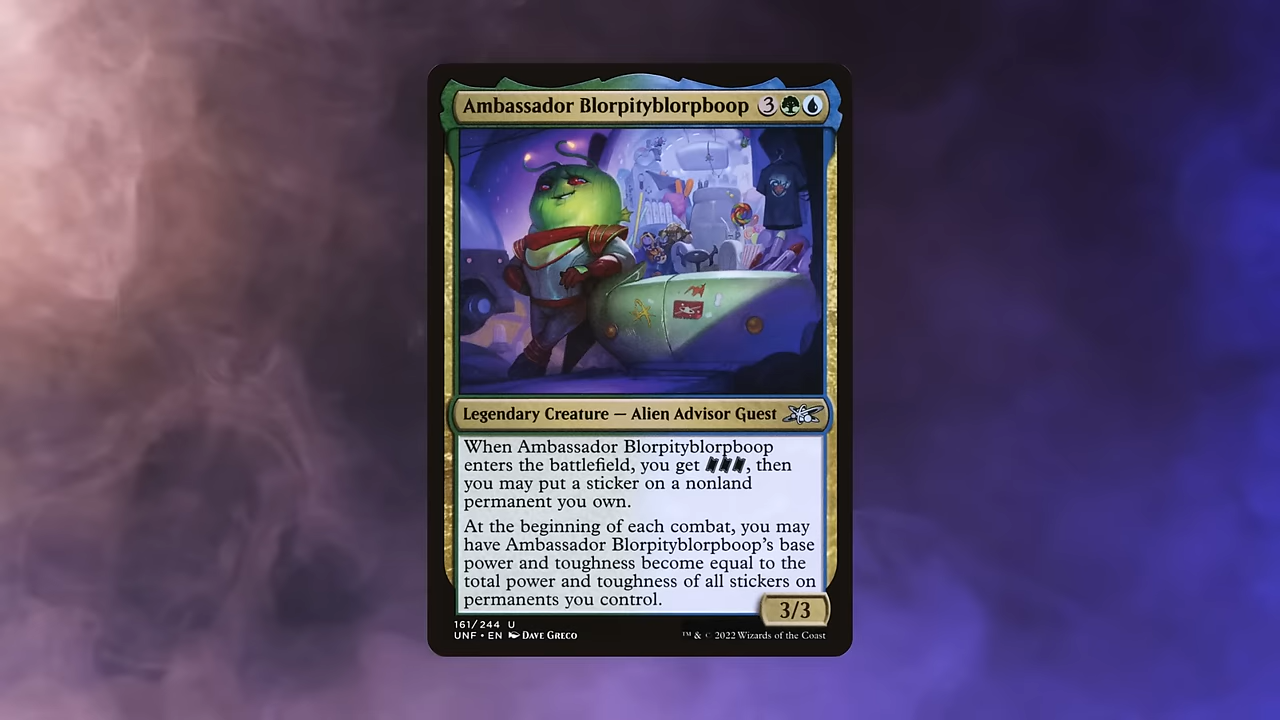 Ambassador Blorpityblorpboop 3
Legendary Creature — Alien Advisor Guest
When Ambassador Blorpityblorpboop
enters the battlefield, you get , then
you may put a sticker on a nonland
permanent you own.
At the beginning of each combat, you may
have Ambassador Blorpityblorpboop's base
power and toughness become equal to the
total power and toughness of all stickers on
permanents you control.
3/3
161/244 U
UNF • EN Dave Greco
™ & © 2022 Wizards of the Coast